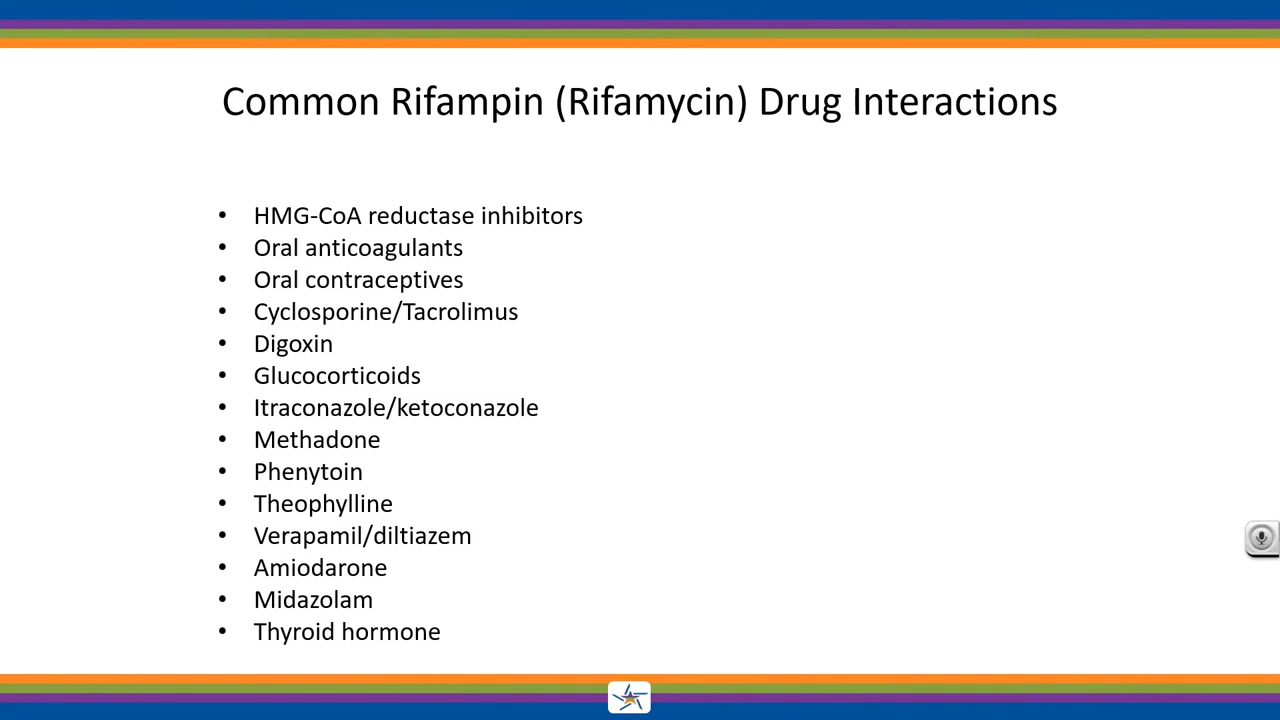 Common Rifampin (Rifamycin) Drug Interactions
• HMG-CoA reductase inhibitors
• Oral anticoagulants
• Oral contraceptives
• Cyclosporine/Tacrolimus
• Digoxin
• Glucocorticoids
• Itraconazole/ketoconazole
• Methadone
• Phenytoin
• Theophylline
• Verapamil/diltiazem
• Amiodarone
• Midazolam
• Thyroid hormone